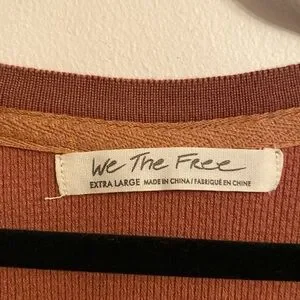 We The Free
EXTRA LARGE MADE IN CHINA / FABRIQUÉ EN CHINE